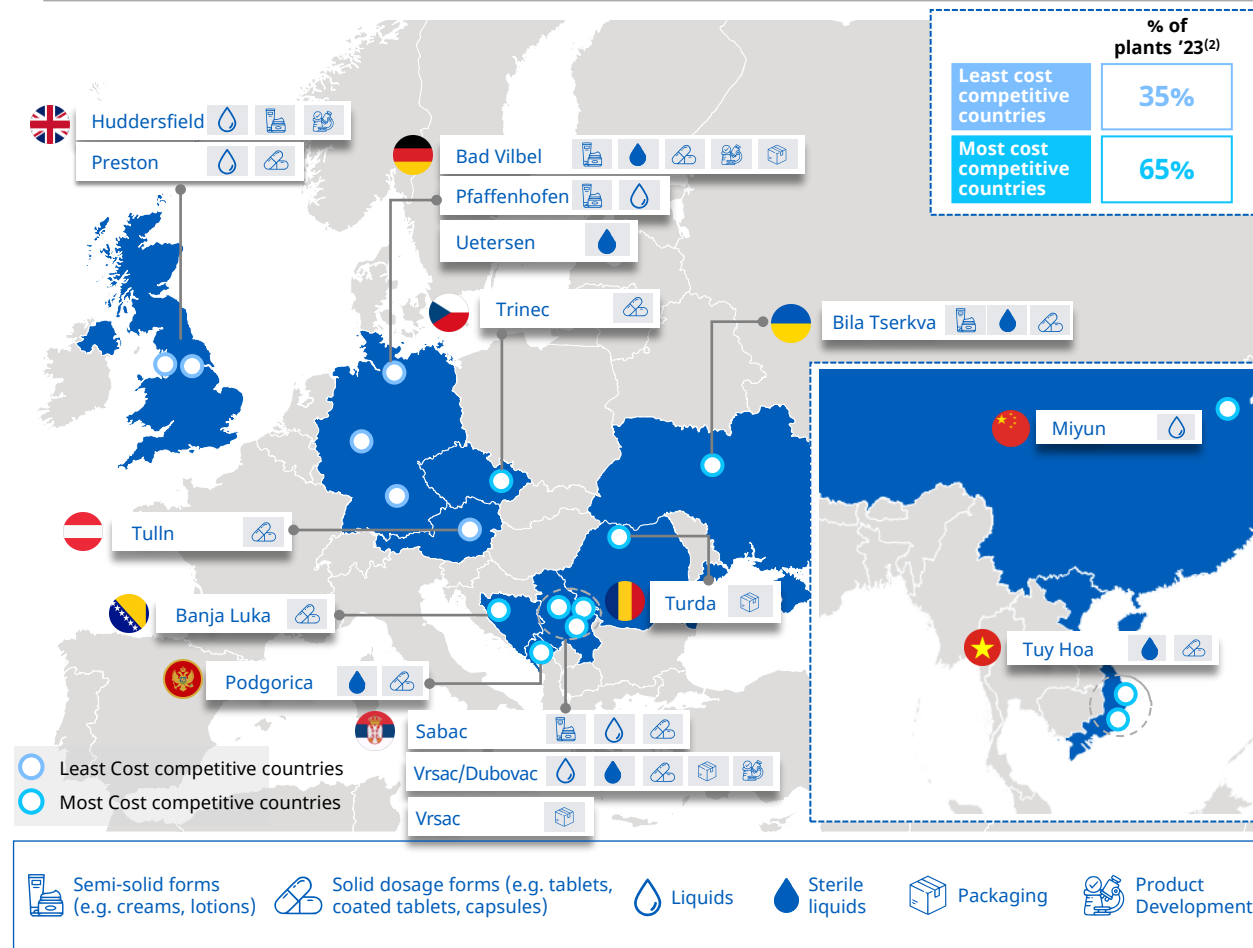 % of
plants ‘23(2)
Least cost
competitive
countries
35%
Most cost
competitive
countries
65%
Huddersfield
Preston
Bad Vilbel
Pfaffenhofen
Uetersen
Trinec
Bila Tserkva
Miyun
Tulln
Banja Luka
Turda
Tuy Hoa
Podgorica
Sabac
Vrsac/Dubovac
Vrsac
Least Cost competitive countries
Most Cost competitive countries
Semi-solid forms
(e.g. creams, lotions)
Solid dosage forms (e.g. tablets,
coated tablets, capsules)
Liquids
Sterile
liquids
Packaging
Product
Development